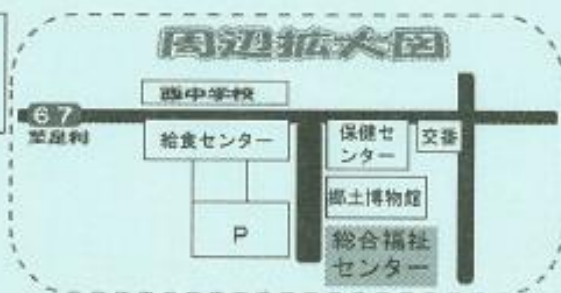 周辺拡大図
西中学校
67
至足利
給食センター
保健セ
ンター
交番
郷土博物館
P
総合福祉
センター